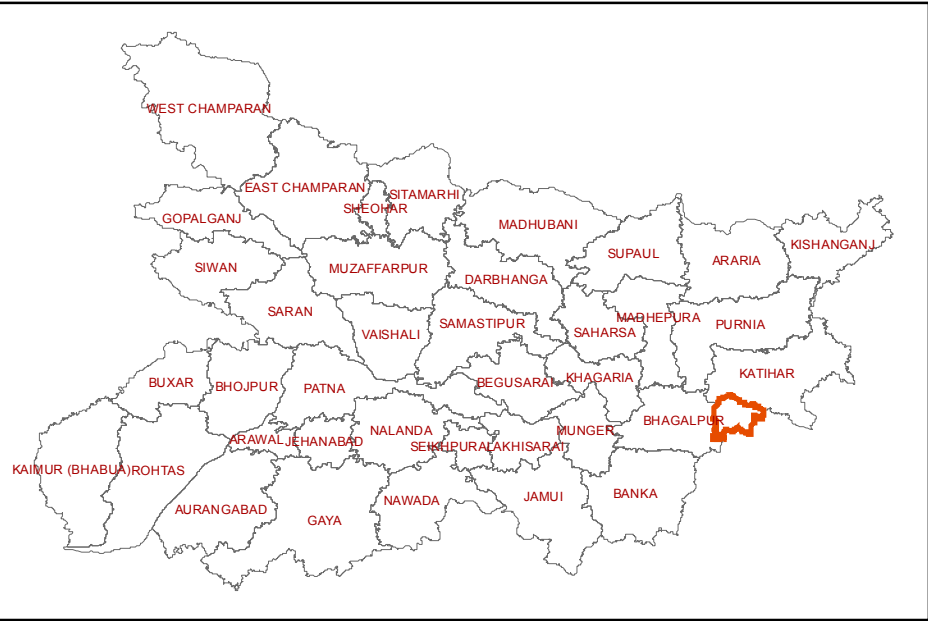 WEST CHAMPARAN
EAST CHAMPARAN
SITAMARHI
SHEOHAR
GOPALGANJ
MADHUBANI
SUPAUL
ARARIA
KISHANGANJ
SIWAN
MUZAFFARPUR
DARBHANGA
SARAN
VAISHALI
SAMASTIPUR
SAHARSA
MADHEPURA
PURNIA
BUXAR
BHOJPUR
PATNA
BEGUSARAI
KHAGARIA
KATIHAR
ARAWAL
JEHANABAD
NALANDA
SEIKHPURA
LAKHISARAI
MUNGER
BHAGALPUR
KAIMUR (BHABUA)
ROHTAS
AURANGABAD
GAYA
NAWADA
JAMUI
BANKA